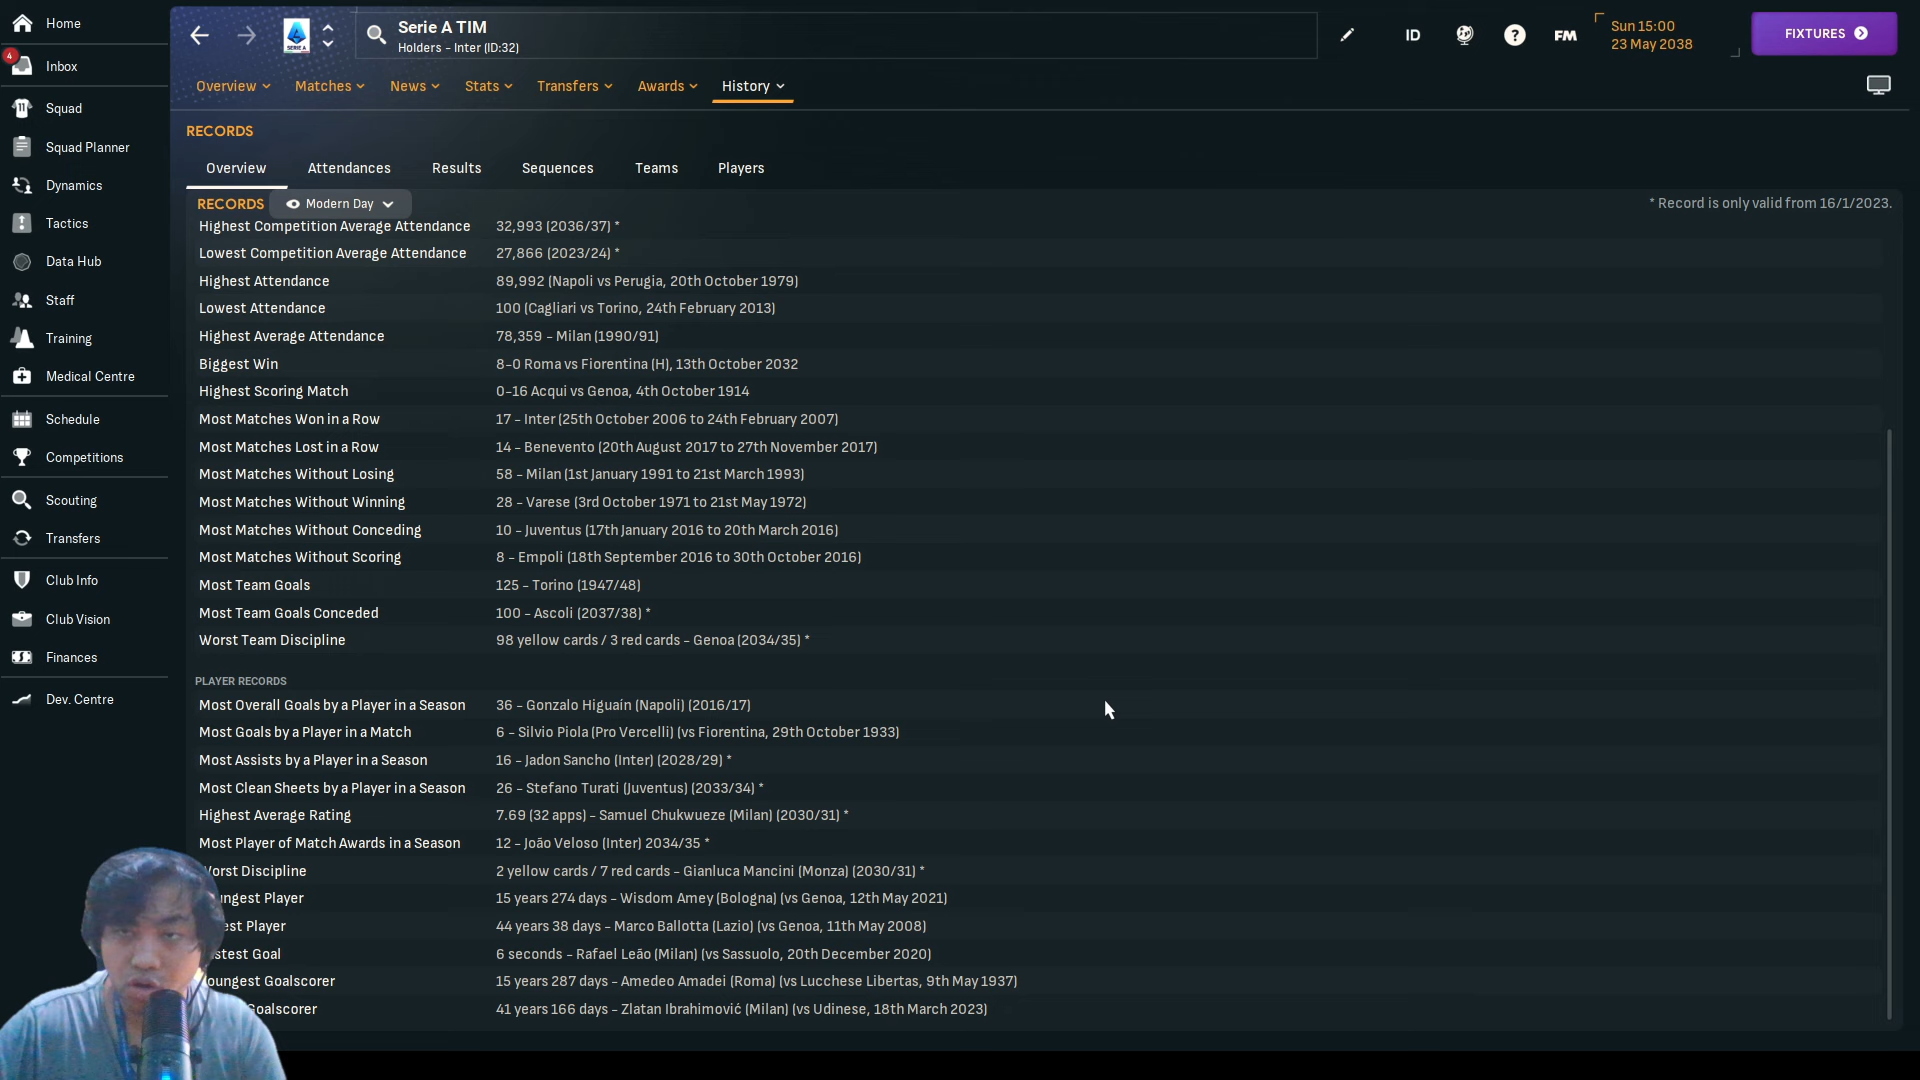 Home
4
Inbox
Squad
Squad Planner
Dynamics
Tactics
Data Hub
Staff
Training
Medical Centre
Schedule
Competitions
Scouting
Transfers
Club Info
Club Vision
Finances
Dev. Centre
SERIE A
Serie A TIM
Holders - Inter (ID:32)
ID
?
FM
Sun 15:00
23 May 2038
FIXTURES
Overview
Matches
News
Stats
Transfers
Awards
History
RECORDS
Overview
Attendances
Results
Sequences
Teams
Players
RECORDS
Modern Day
* Record is only valid from 16/1/2023.
Highest Competition Average Attendance 32,993 (2036/37) *
Lowest Competition Average Attendance 27,866 (2023/24) *
Highest Attendance 89,992 (Napoli vs Perugia, 20th October 1979)
Lowest Attendance 100 (Cagliari vs Torino, 24th February 2013)
Highest Average Attendance 78,359 - Milan (1990/91)
Biggest Win 8-0 Roma vs Fiorentina (H), 13th October 2032
Highest Scoring Match 0-16 Acqui vs Genoa, 4th October 1914
Most Matches Won in a Row 17 - Inter (25th October 2006 to 24th February 2007)
Most Matches Lost in a Row 14 - Benevento (20th August 2017 to 27th November 2017)
Most Matches Without Losing 58 - Milan (1st January 1991 to 21st March 1993)
Most Matches Without Winning 28 - Varese (3rd October 1971 to 21st May 1972)
Most Matches Without Conceding 10 - Juventus (17th January 2016 to 20th March 2016)
Most Matches Without Scoring 8 - Empoli (18th September 2016 to 30th October 2016)
Most Team Goals 125 - Torino (1947/48)
Most Team Goals Conceded 100 - Ascoli (2037/38) *
Worst Team Discipline 98 yellow cards / 3 red cards - Genoa (2034/35) *
PLAYER RECORDS
Most Overall Goals by a Player in a Season 36 - Gonzalo Higuaín (Napoli) (2016/17)
Most Goals by a Player in a Match 6 - Silvio Piola (Pro Vercelli) (vs Fiorentina, 29th October 1933)
Most Assists by a Player in a Season 16 - Jadon Sancho (Inter) (2028/29) *
Most Clean Sheets by a Player in a Season 26 - Stefano Turati (Juventus) (2033/34) *
Highest Average Rating 7.69 (32 apps) - Samuel Chukwueze (Milan) (2030/31) *
Most Player of Match Awards in a Season 12 - João Veloso (Inter) 2034/35 *
orst Discipline 2 yellow cards / 7 red cards - Gianluca Mancini (Monza) (2030/31) *
ungest Player 15 years 274 days - Wisdom Amey (Bologna) (vs Genoa, 12th May 2021)
est Player 44 years 38 days - Marco Ballotta (Lazio) (vs Genoa, 11th May 2008)
stest Goal 6 seconds - Rafael Leão (Milan) (vs Sassuolo, 20th December 2020)
oungest Goalscorer 15 years 287 days - Amedeo Amadei (Roma) (vs Lucchese Libertas, 9th May 1937)
Goalscorer 41 years 166 days - Zlatan Ibrahimović (Milan) (vs Udinese, 18th March 2023)